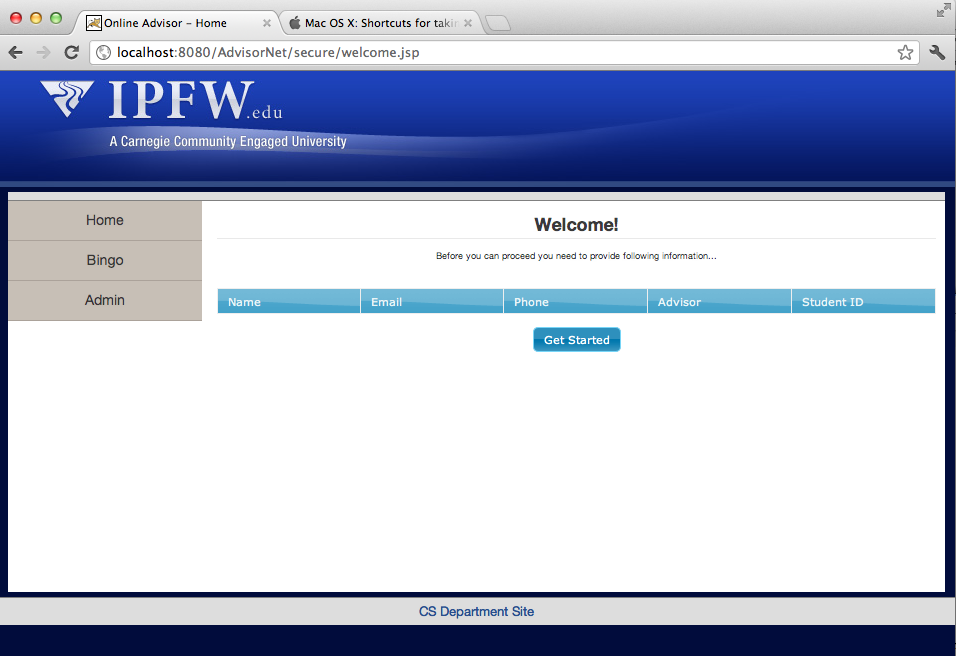 Online Advisor – Home
Mac OS X: Shortcuts for takin
localhost:8080/AdvisorNet/secure/welcome.jsp
IPFW.edu
A Carnegie Community Engaged University
Home
Bingo
Admin
Welcome!
Before you can proceed you need to provide following information...
Name Email Phone Advisor Student ID
Get Started
CS Department Site